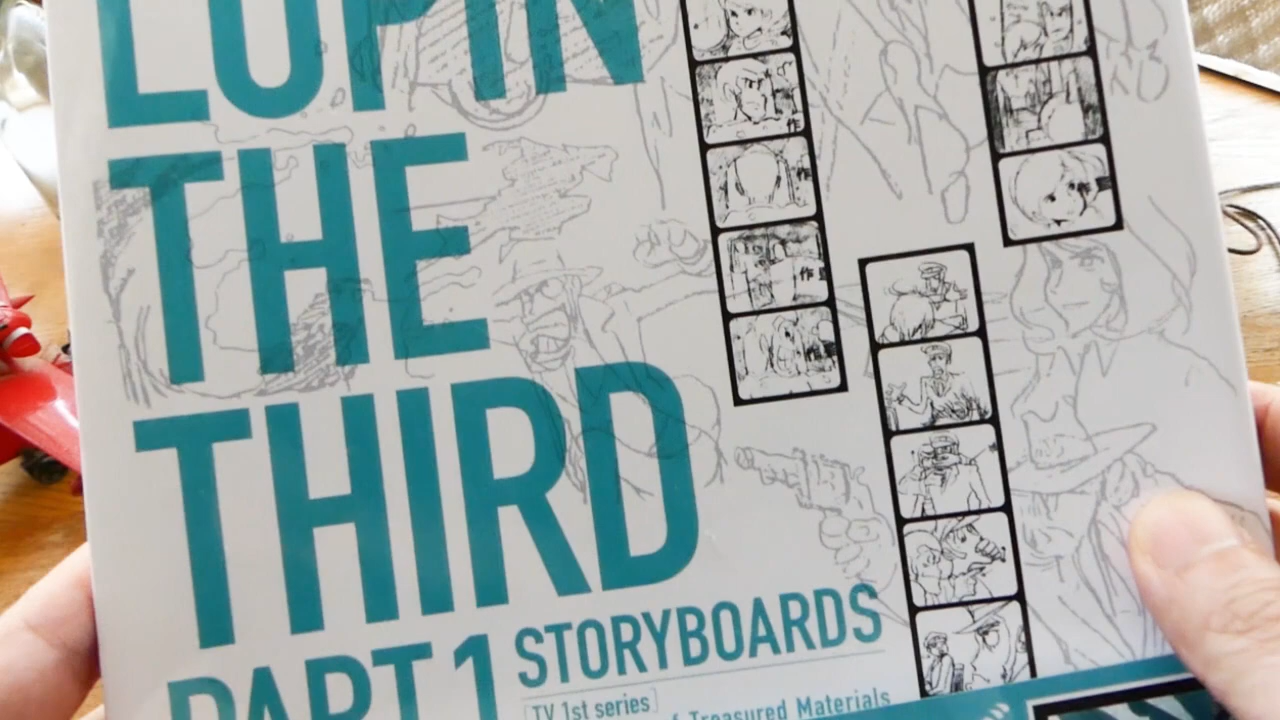 LUPIN
THE
THIRD
PART 1 STORYBOARDS
[TV 1st series]
f Treasured Materials